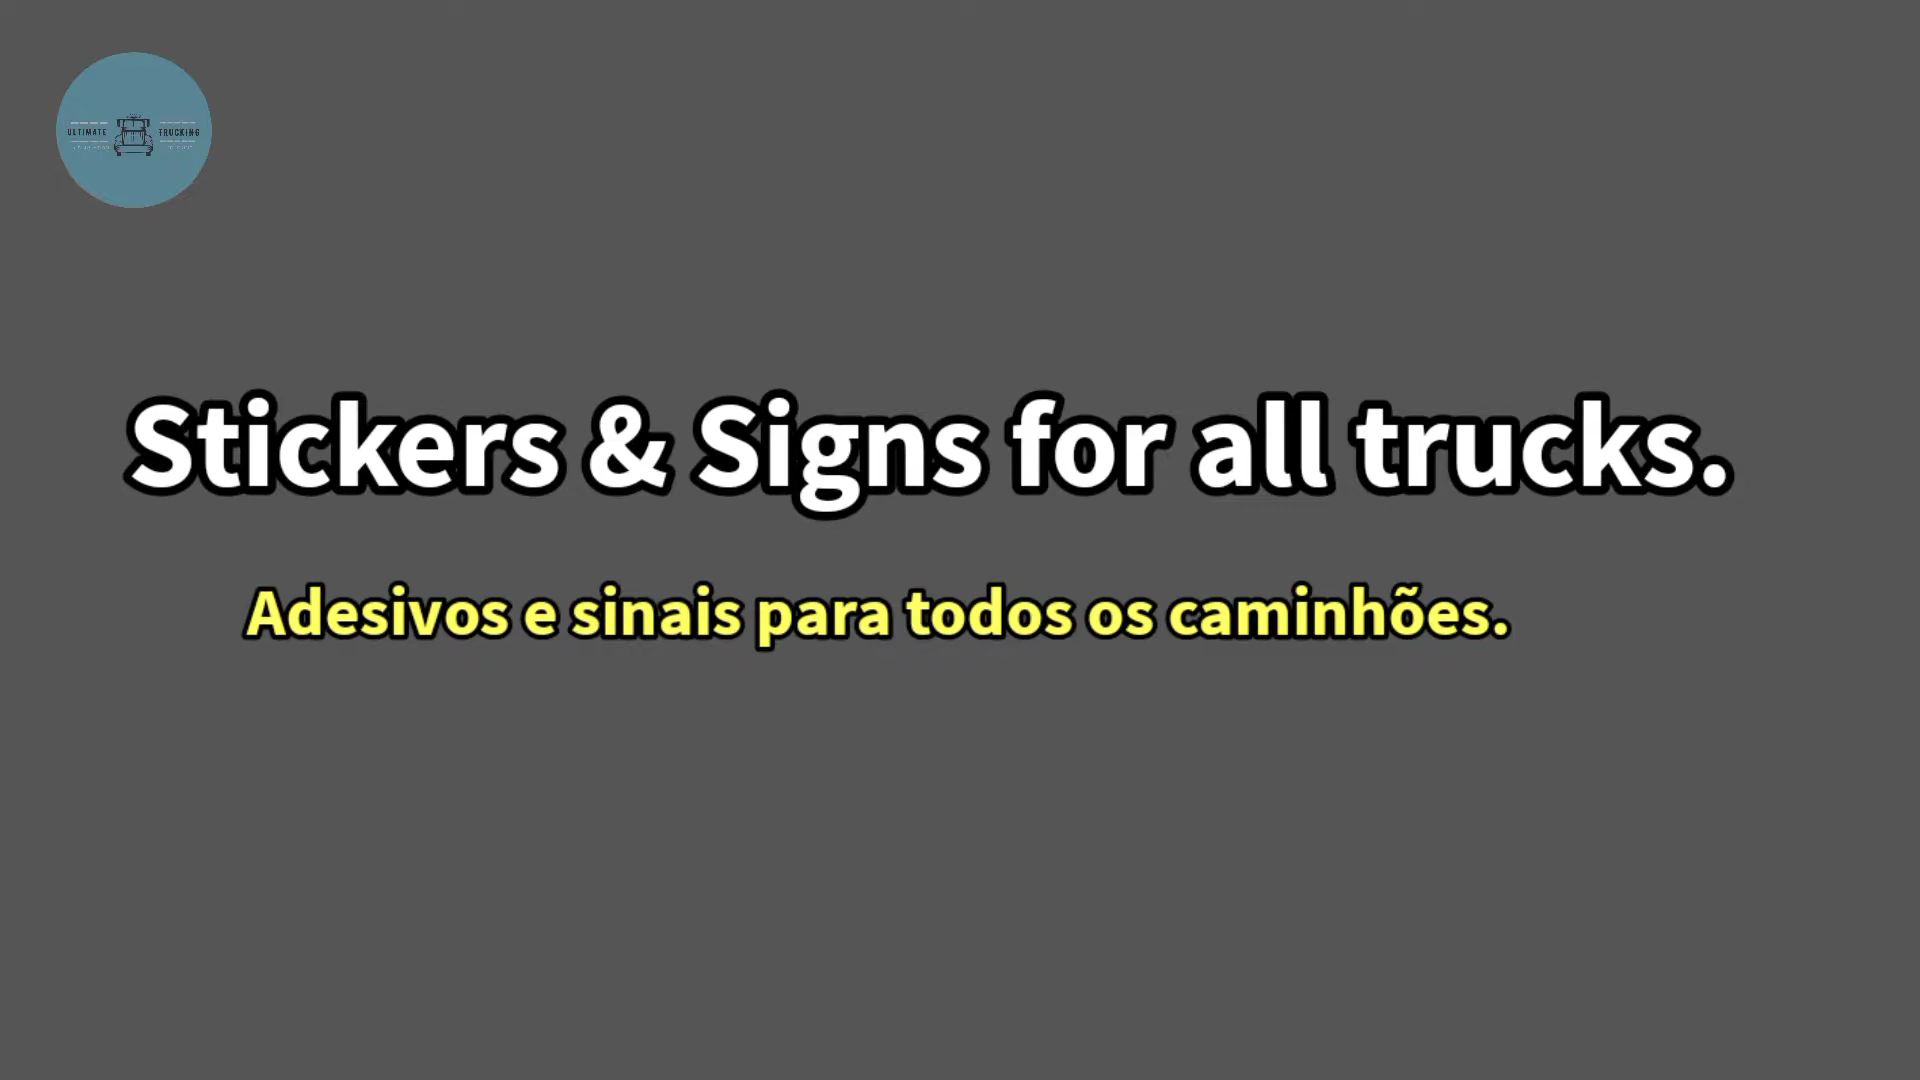 ULTIMATE TRUCKING
Stickers & Signs for all trucks.
Adesivos e sinais para todos os caminhões.